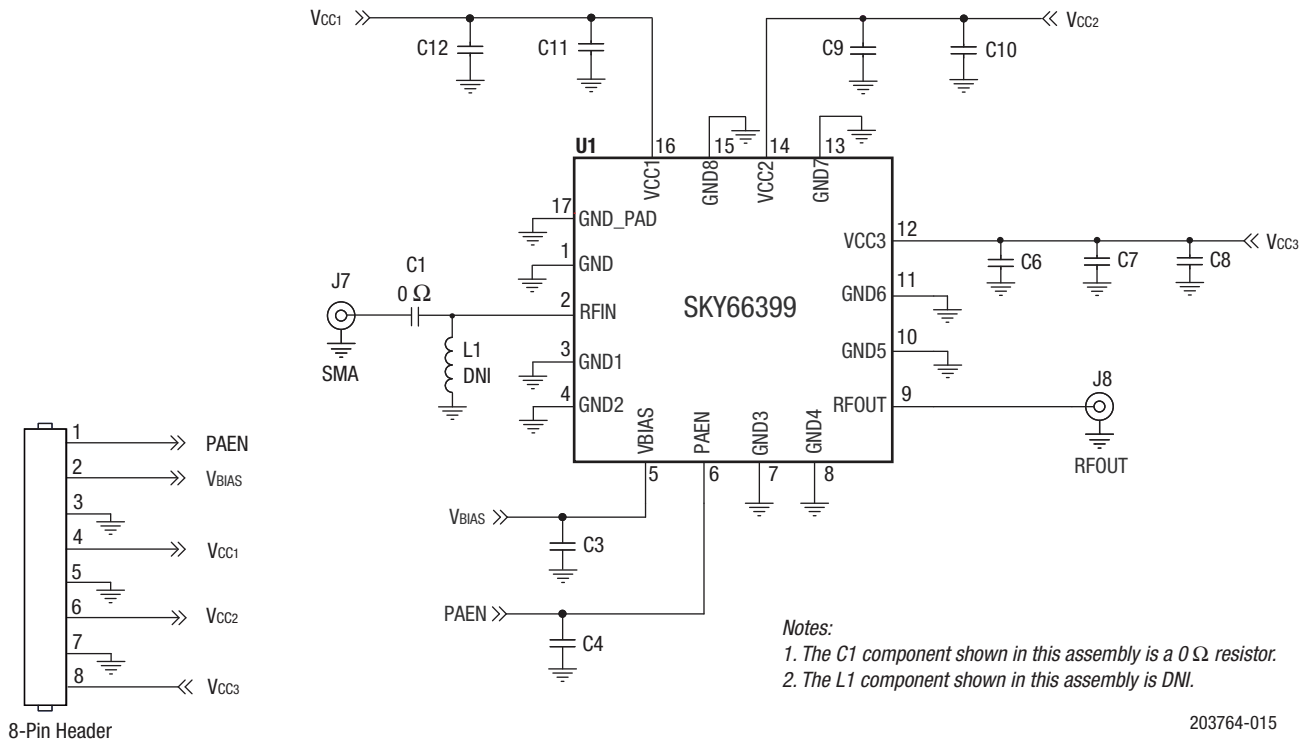 VCC1
VCC2
C12
C11
C9
C10
U1
16
15
14
13
VCC1
GND8
VCC2
GND7
17
GND_PAD
VCC3
12
VCC3
1
GND
C6
C7
C8
J7
C1
0 Ω
2
RFIN
SKY66399
GND6
11
SMA
L1
DNI
3
GND1
GND5
10
4
GND2
RFOUT
9
J8
RFOUT
VBIAS
PAEN
GND3
GND4
5
6
7
8
VBIAS
C3
PAEN
C4
1
PAEN
2
VBIAS
3
4
VCC1
5
6
VCC2
7
8
VCC3
8-Pin Header
Notes:
1. The C1 component shown in this assembly is a 0 Ω resistor.
2. The L1 component shown in this assembly is DNI.
203764-015